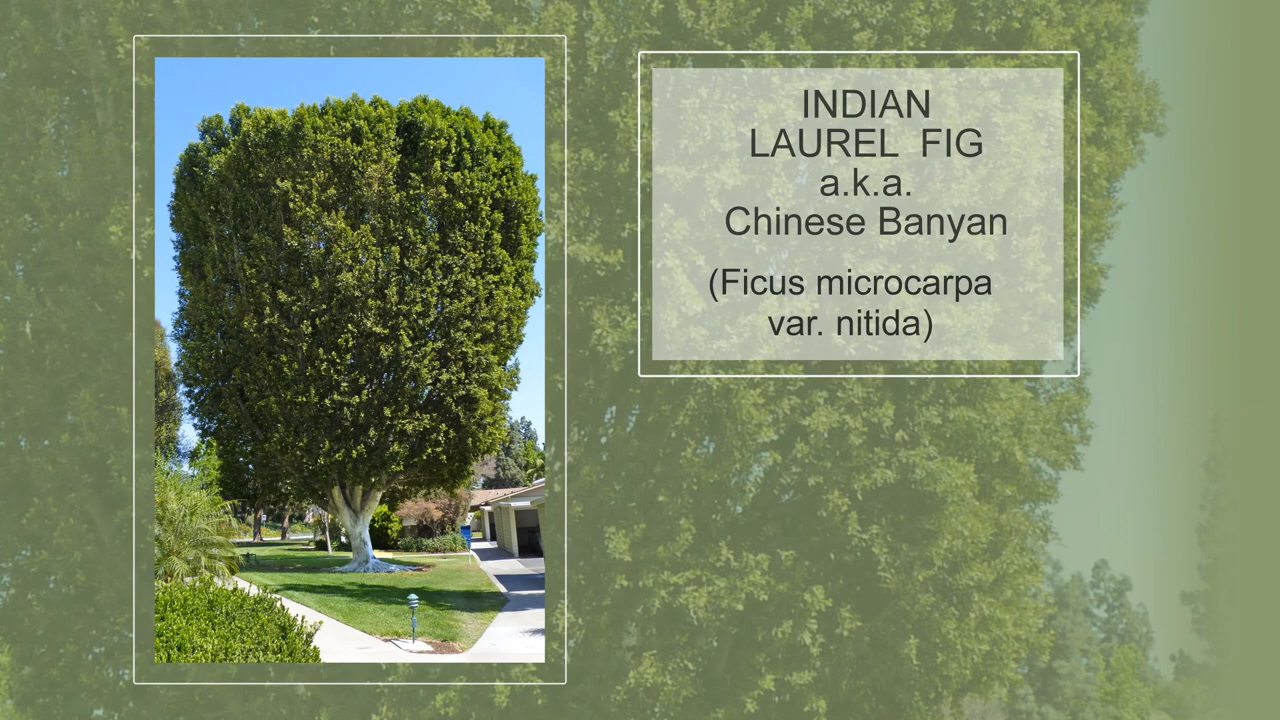 INDIAN
LAUREL FIG
a.k.a.
Chinese Banyan
(Ficus microcarpa
var. nitida)